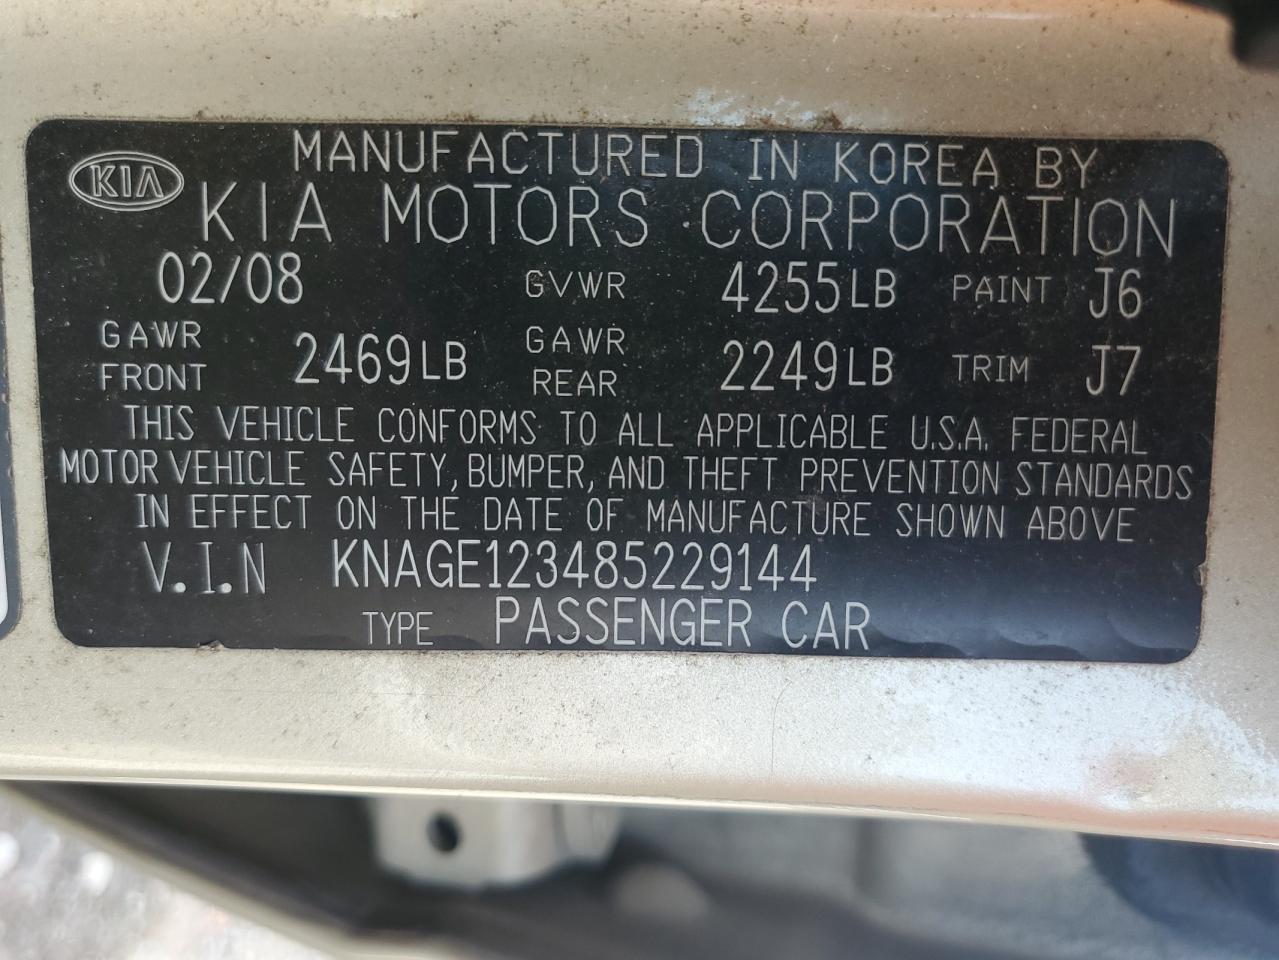 MANUFACTURED IN KOREA BY
KIA KIA MOTORS CORPORATION
02/08 GVWR 4255LB PAINT J6
GAWR FRONT 2469LB GAWR REAR 2249LB TRIM J7
THIS VEHICLE CONFORMS TO ALL APPLICABLE U.S.A. FEDERAL
MOTOR VEHICLE SAFETY, BUMPER, AND THEFT PREVENTION STANDARDS
IN EFFECT ON THE DATE OF MANUFACTURE SHOWN ABOVE
V.I.N KNAGE123485229144
TYPE PASSENGER CAR